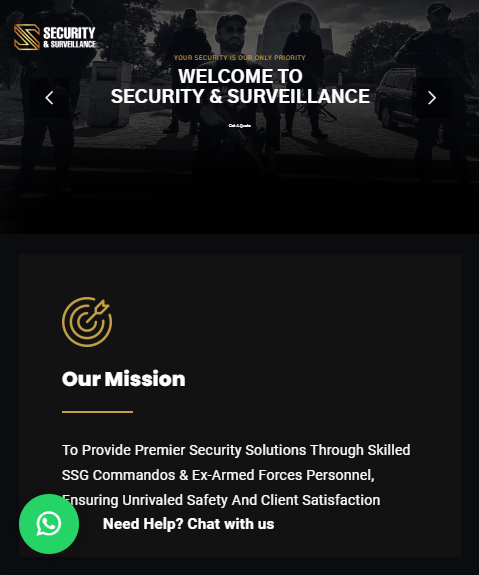 SECURITY
& SURVEILLANCE
YOUR SECURITY IS OUR ONLY PRIORITY
WELCOME TO
SECURITY & SURVEILLANCE
Get A Quote
Our Mission
To Provide Premier Security Solutions Through Skilled
SSG Commandos & Ex-Armed Forces Personnel,
Ensuring Unrivaled Safety And Client Satisfaction
Need Help? Chat with us